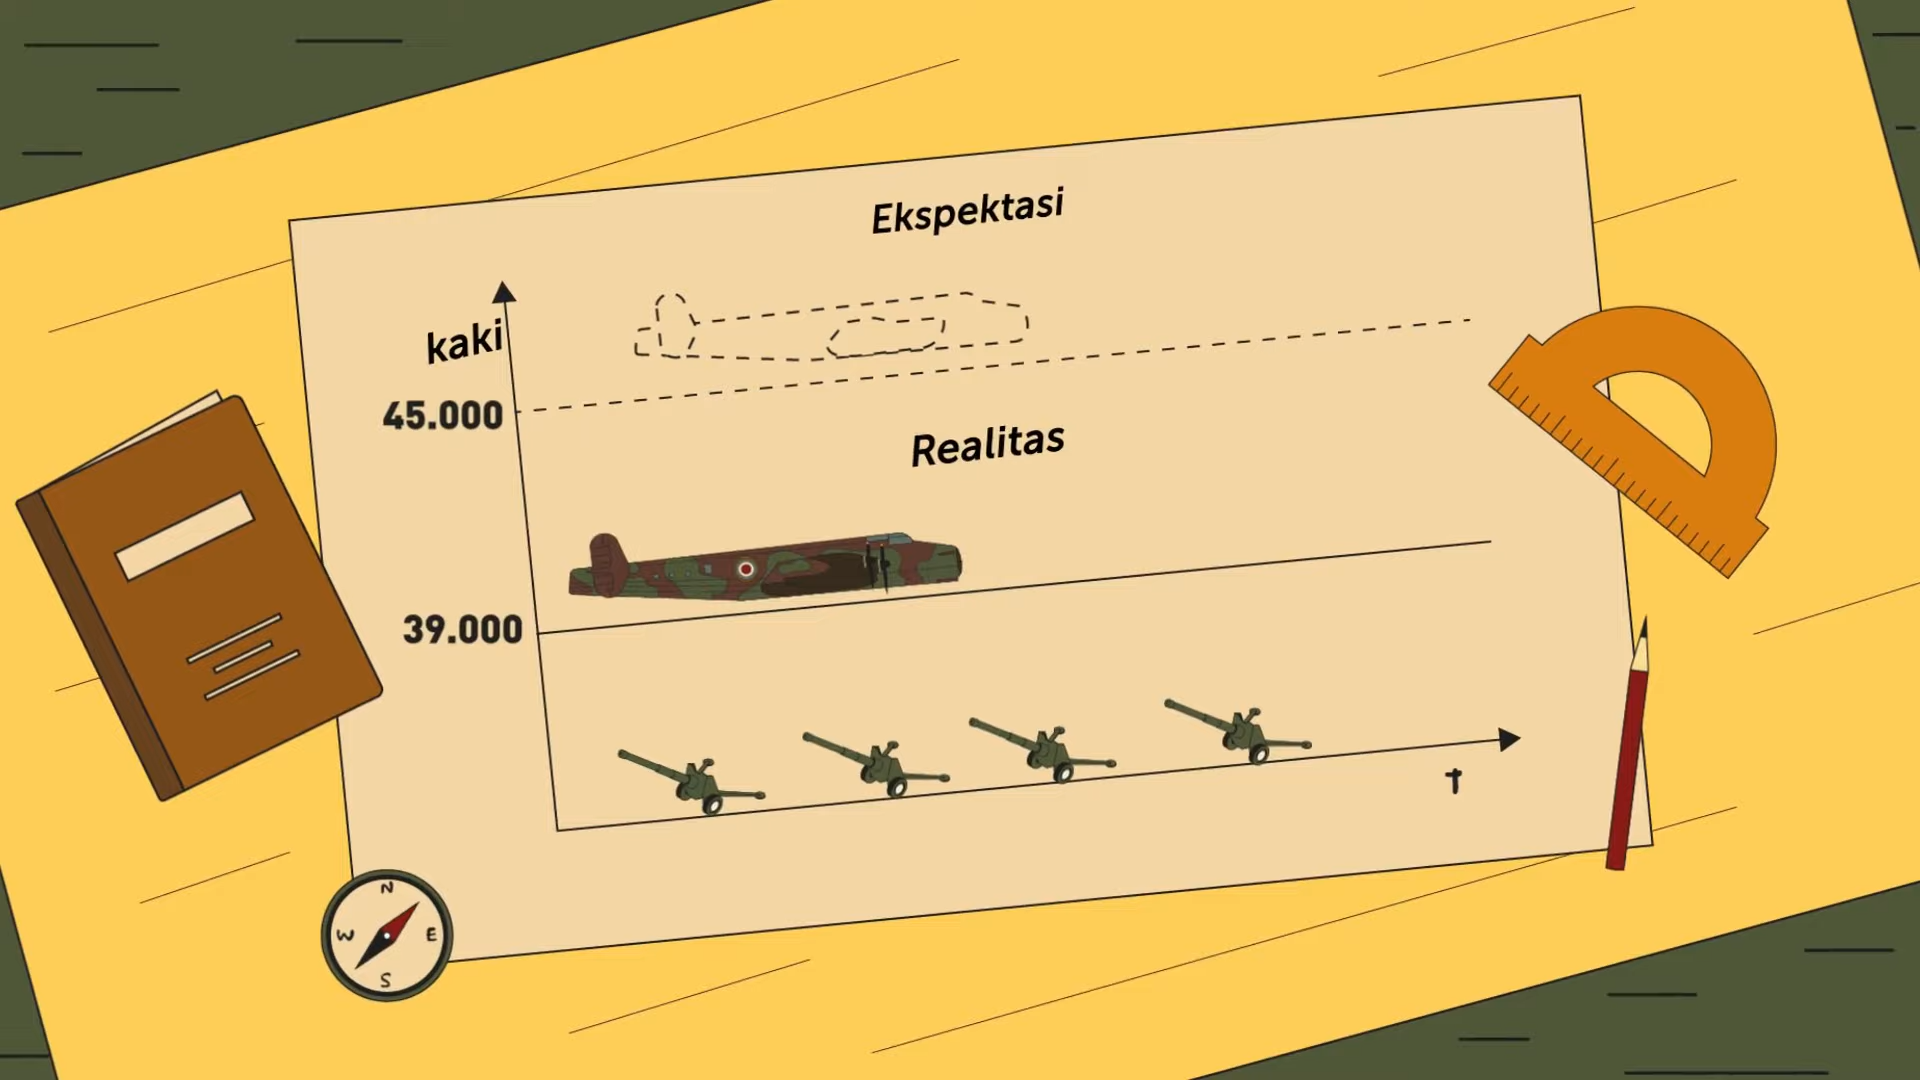 Ekspektasi
kaki
45.000
Realitas
39.000
T
N
W
E
S